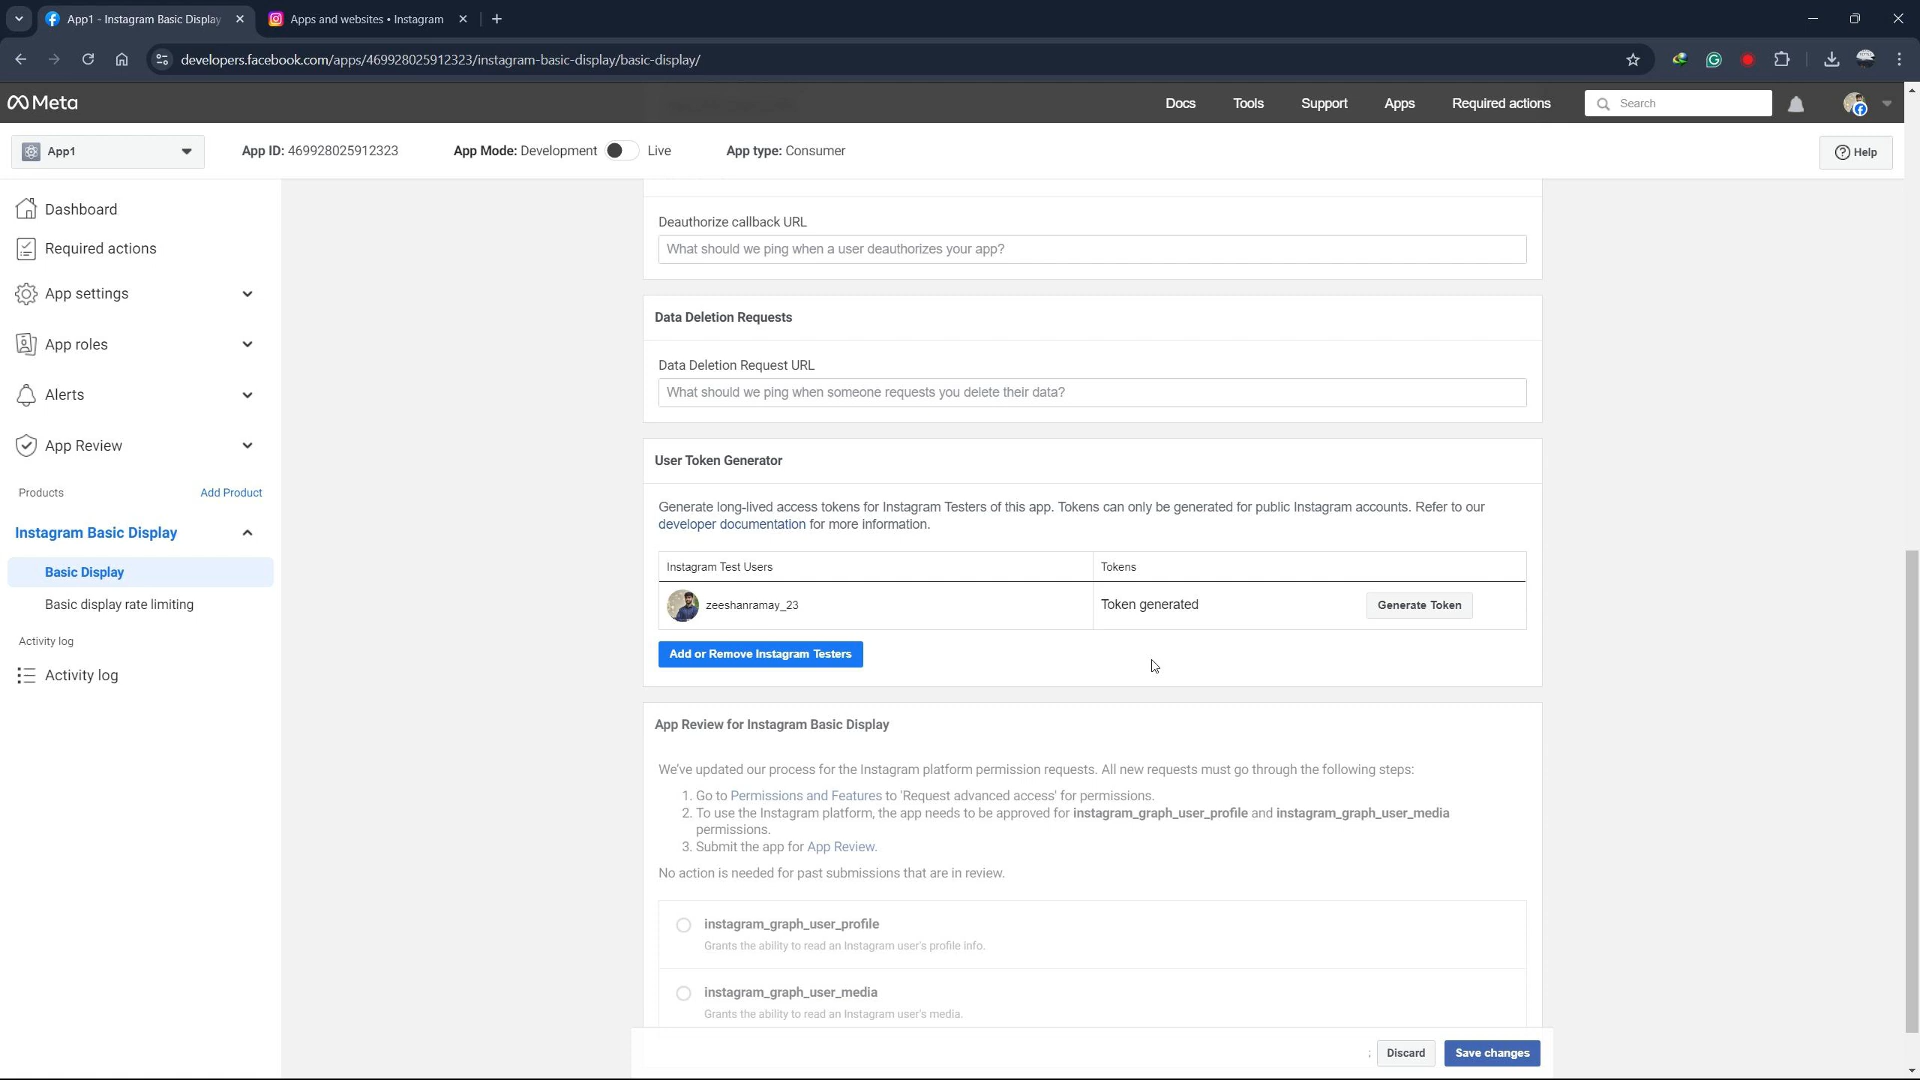 App1 - Instagram Basic Display
Apps and websites • Instagram
developers.facebook.com/apps/469928025912323/instagram-basic-display/basic-display/
Meta
Docs
Tools
Support
Apps
Required actions
Search
App1
App ID: 469928025912323
App Mode: Development
Live
App type: Consumer
Help
Dashboard
Required actions
App settings
App roles
Alerts
App Review
Products
Add Product
Instagram Basic Display
Basic Display
Basic display rate limiting
Activity log
Activity log
Deauthorize callback URL
What should we ping when a user deauthorizes your app?
Data Deletion Requests
Data Deletion Request URL
What should we ping when someone requests you delete their data?
User Token Generator
Generate long-lived access tokens for Instagram Testers of this app. Tokens can only be generated for public Instagram accounts. Refer to our
developer documentation for more information.
Instagram Test Users
Tokens
zeeshanramay_23
Token generated
Generate Token
Add or Remove Instagram Testers
App Review for Instagram Basic Display
We've updated our process for the Instagram platform permission requests. All new requests must go through the following steps:
1. Go to Permissions and Features to 'Request advanced access' for permissions.
2. To use the Instagram platform, the app needs to be approved for instagram_graph_user_profile and instagram_graph_user_media
permissions.
3. Submit the app for App Review.
No action is needed for past submissions that are in review.
instagram_graph_user_profile
Grants the ability to read an Instagram user's profile info.
instagram_graph_user_media
Grants the ability to read an Instagram user's media.
Discard
Save changes